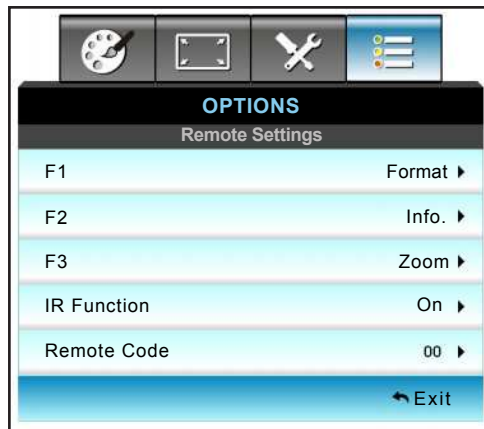 OPTIONS
Remote Settings
F1 Format
F2 Info.
F3 Zoom
IR Function On
Remote Code 00
Exit